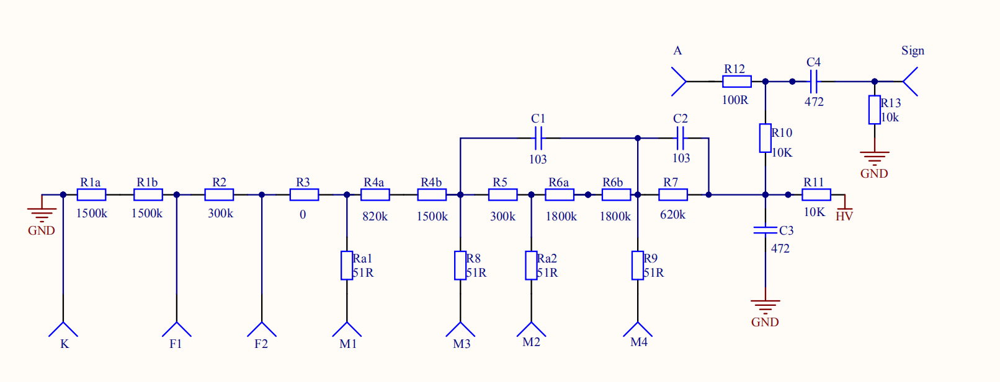 A
Sign
R12
C4
100R
472
R13
10k
C1
C2
R10
10K
103
103
GND
R1a
R1b
R2
R3
R4a
R4b
R5
R6a
R6b
R7
R11
1500k
1500k
300k
0
820k
1500k
300k
1800k
1800k
620k
10K
HV
GND
C3
472
Ra1
51R
R8
51R
Ra2
51R
R9
51R
GND
K
F1
F2
M1
M3
M2
M4